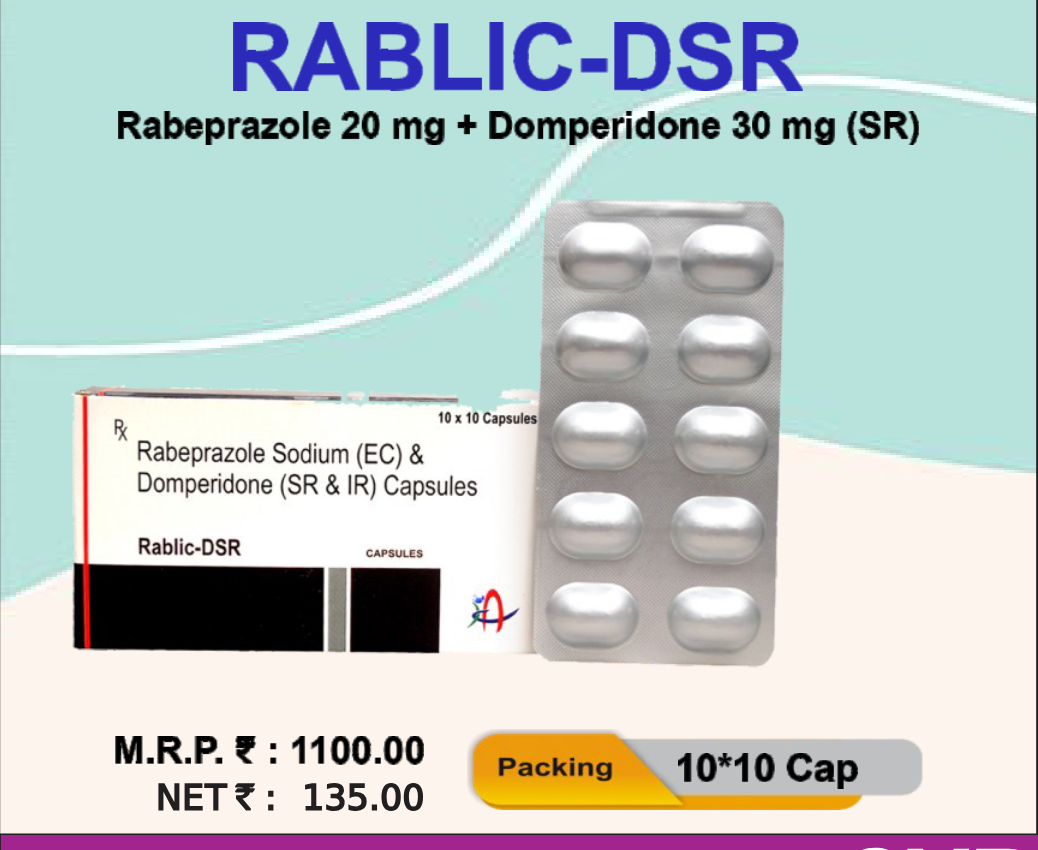 RABLIC-DSR
Rabeprazole 20 mg + Domperidone 30 mg (SR)
10 x 10 Capsules
Rx
Rabeprazole Sodium (EC) &
Domperidone (SR & IR) Capsules
Rablic-DSR
CAPSULES
M.R.P. ₹ : 1100.00
NET ₹ : 135.00
Packing
10*10 Cap